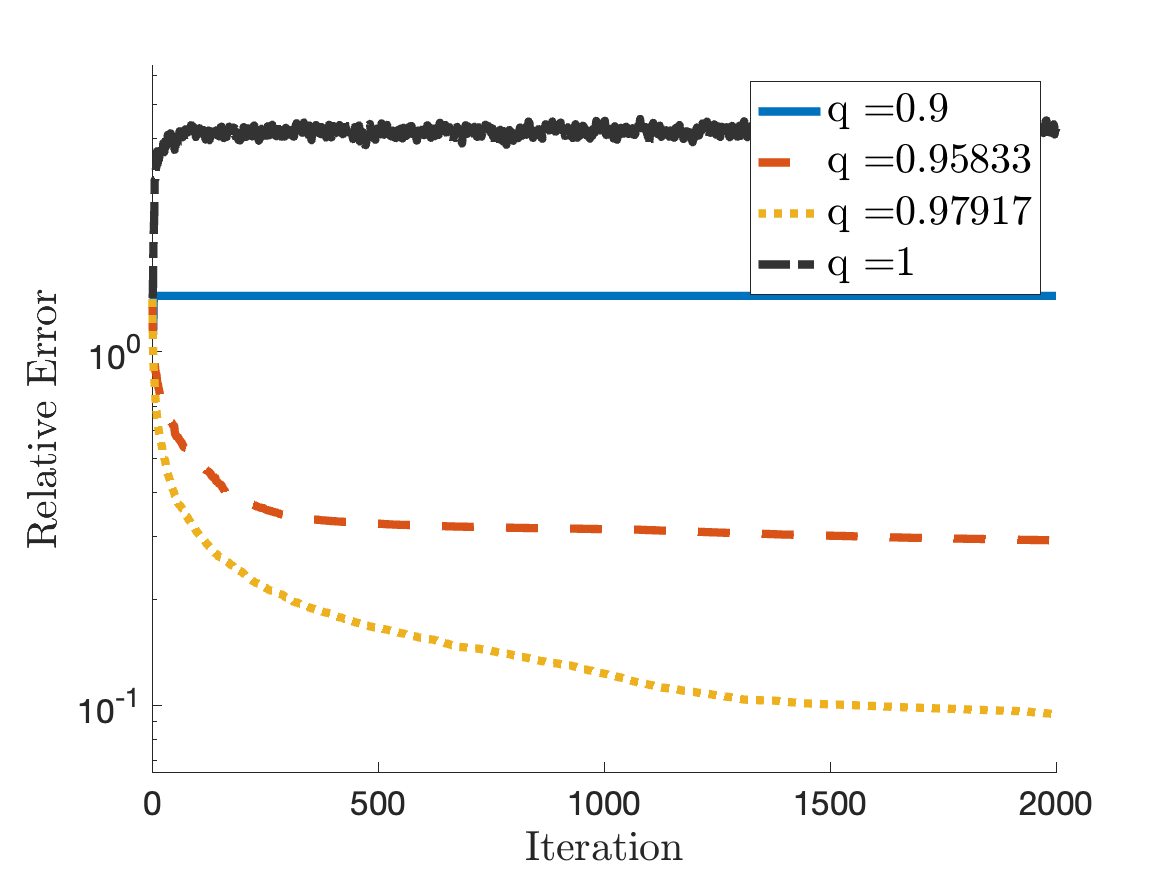 q =0.9
q =0.95833
q =0.97917
q =1
10^0
10^-1
Relative Error
0 500 1000 1500 2000
Iteration